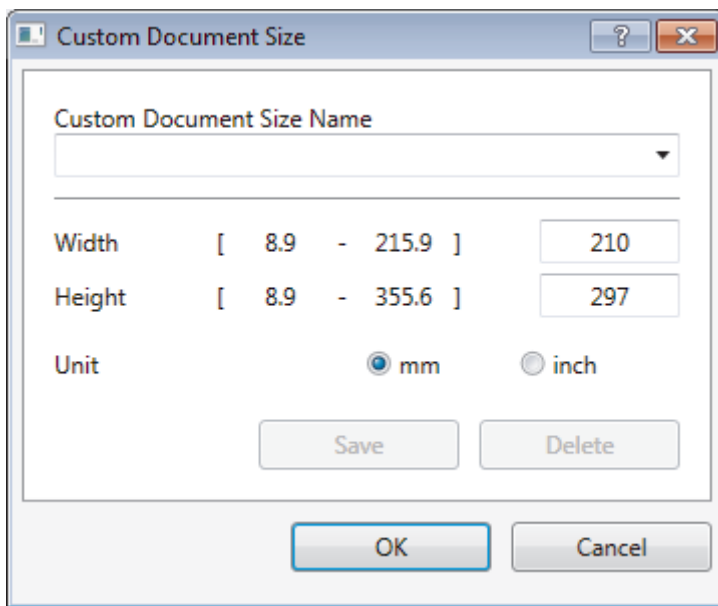 Custom Document Size
?
Custom Document Size Name
Width [ 8.9 - 215.9 ] 210
Height [ 8.9 - 355.6 ] 297
Unit mm inch
Save Delete
OK Cancel